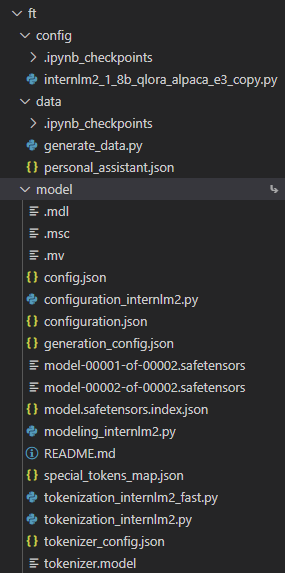 ft
config
.ipynb_checkpoints
internlm2_1_8b_qlora_alpaca_e3_copy.py
data
.ipynb_checkpoints
generate_data.py
personal_assistant.json
model
.mdl
.msc
.mv
config.json
configuration_internlm2.py
configuration.json
generation_config.json
model-00001-of-00002.safetensors
model-00002-of-00002.safetensors
model.safetensors.index.json
modeling_internlm2.py
README.md
special_tokens_map.json
tokenization_internlm2_fast.py
tokenization_internlm2.py
tokenizer_config.json
tokenizer.model